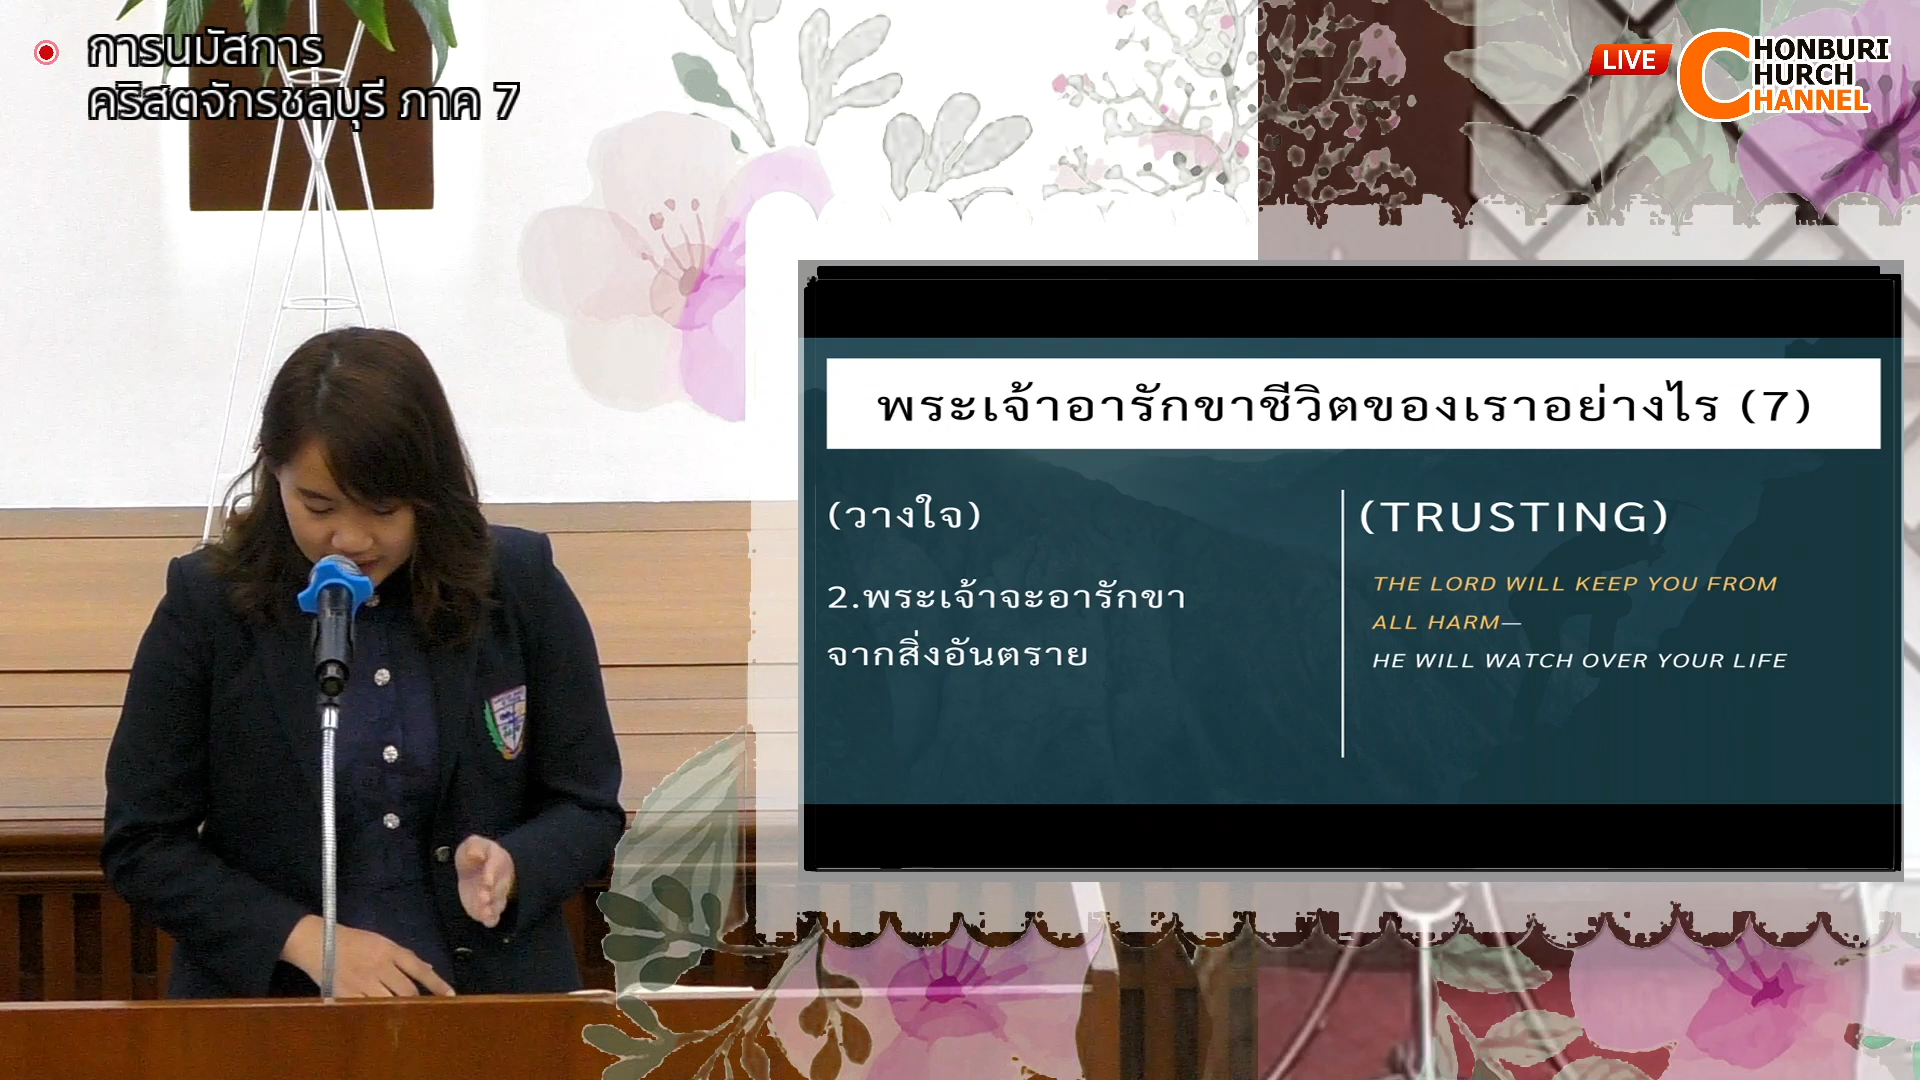 การนมัสการ
คริสตจักรชลบุรี ภาค 7
LIVE
CHONBURI
CHURCH
CHANNEL
พระเจ้าอารักขาชีวิตของเราอย่างไร (7)
(วางใจ)
2.พระเจ้าจะอารักขา
จากสิ่งอันตราย
(TRUSTING)
THE LORD WILL KEEP YOU FROM
ALL HARM—
HE WILL WATCH OVER YOUR LIFE